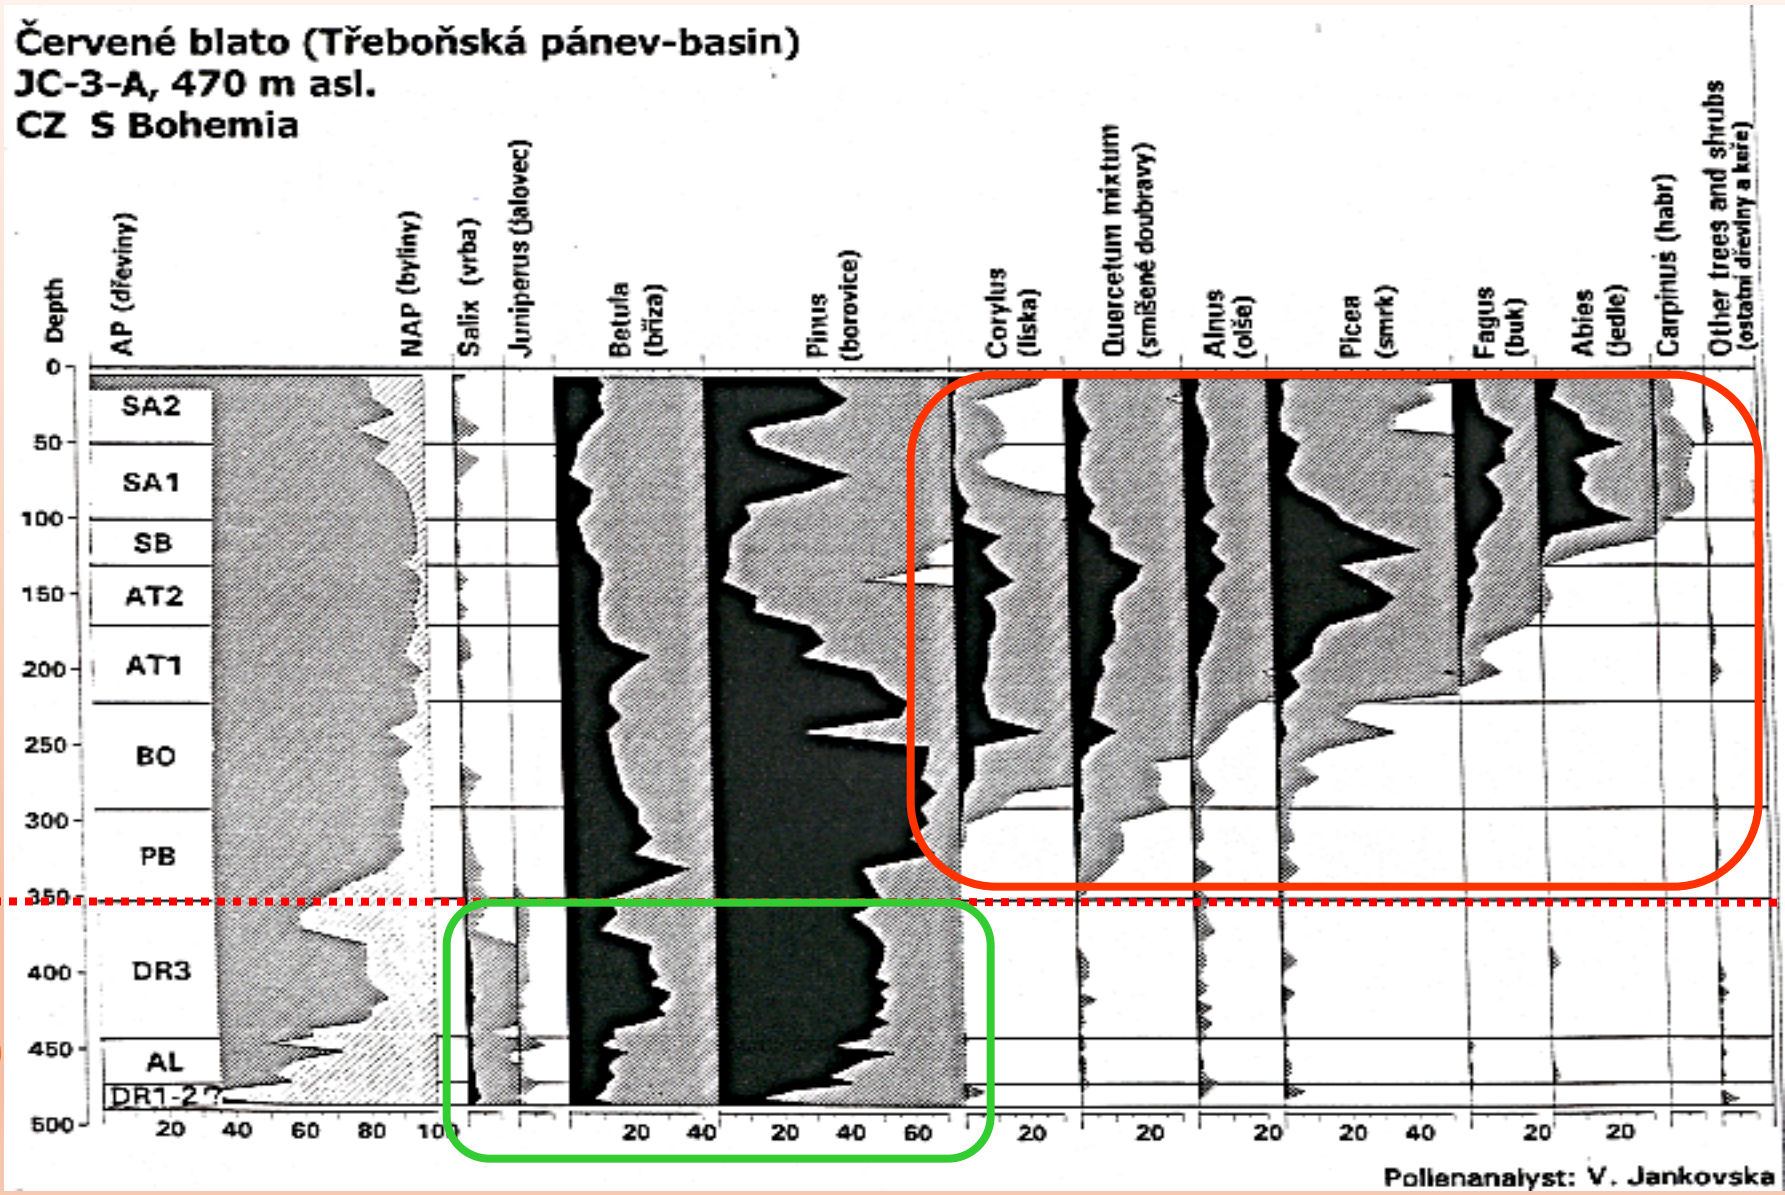 Červené blato (Třeboňská pánev-basin)
JC-3-A, 470 m asl.
CZ S Bohemia
Depth
AP (dřeviny)
NAP (byliny)
Salix (vrba)
Juniperus (jalovec)
Betula
(bříza)
Pinus
(borovice)
Corylus
(líska)
Quercetum mixtum
(smíšené doubravy)
Alnus
(olše)
Picea
(smrk)
Fagus
(buk)
Abies
(jedle)
Carpinus (habr)
Other trees and shrubs
(ostatní dřeviny a keře)
0
SA2
50
SA1
100
SB
150
AT2
200
AT1
250
BO
300
PB
350
400
DR3
450
AL
DR1-2?
500
20 40 60 80 100 20 40 20 40 60 20 20 20 20 40 20 20
Pollenanalyst: V. Jankovska